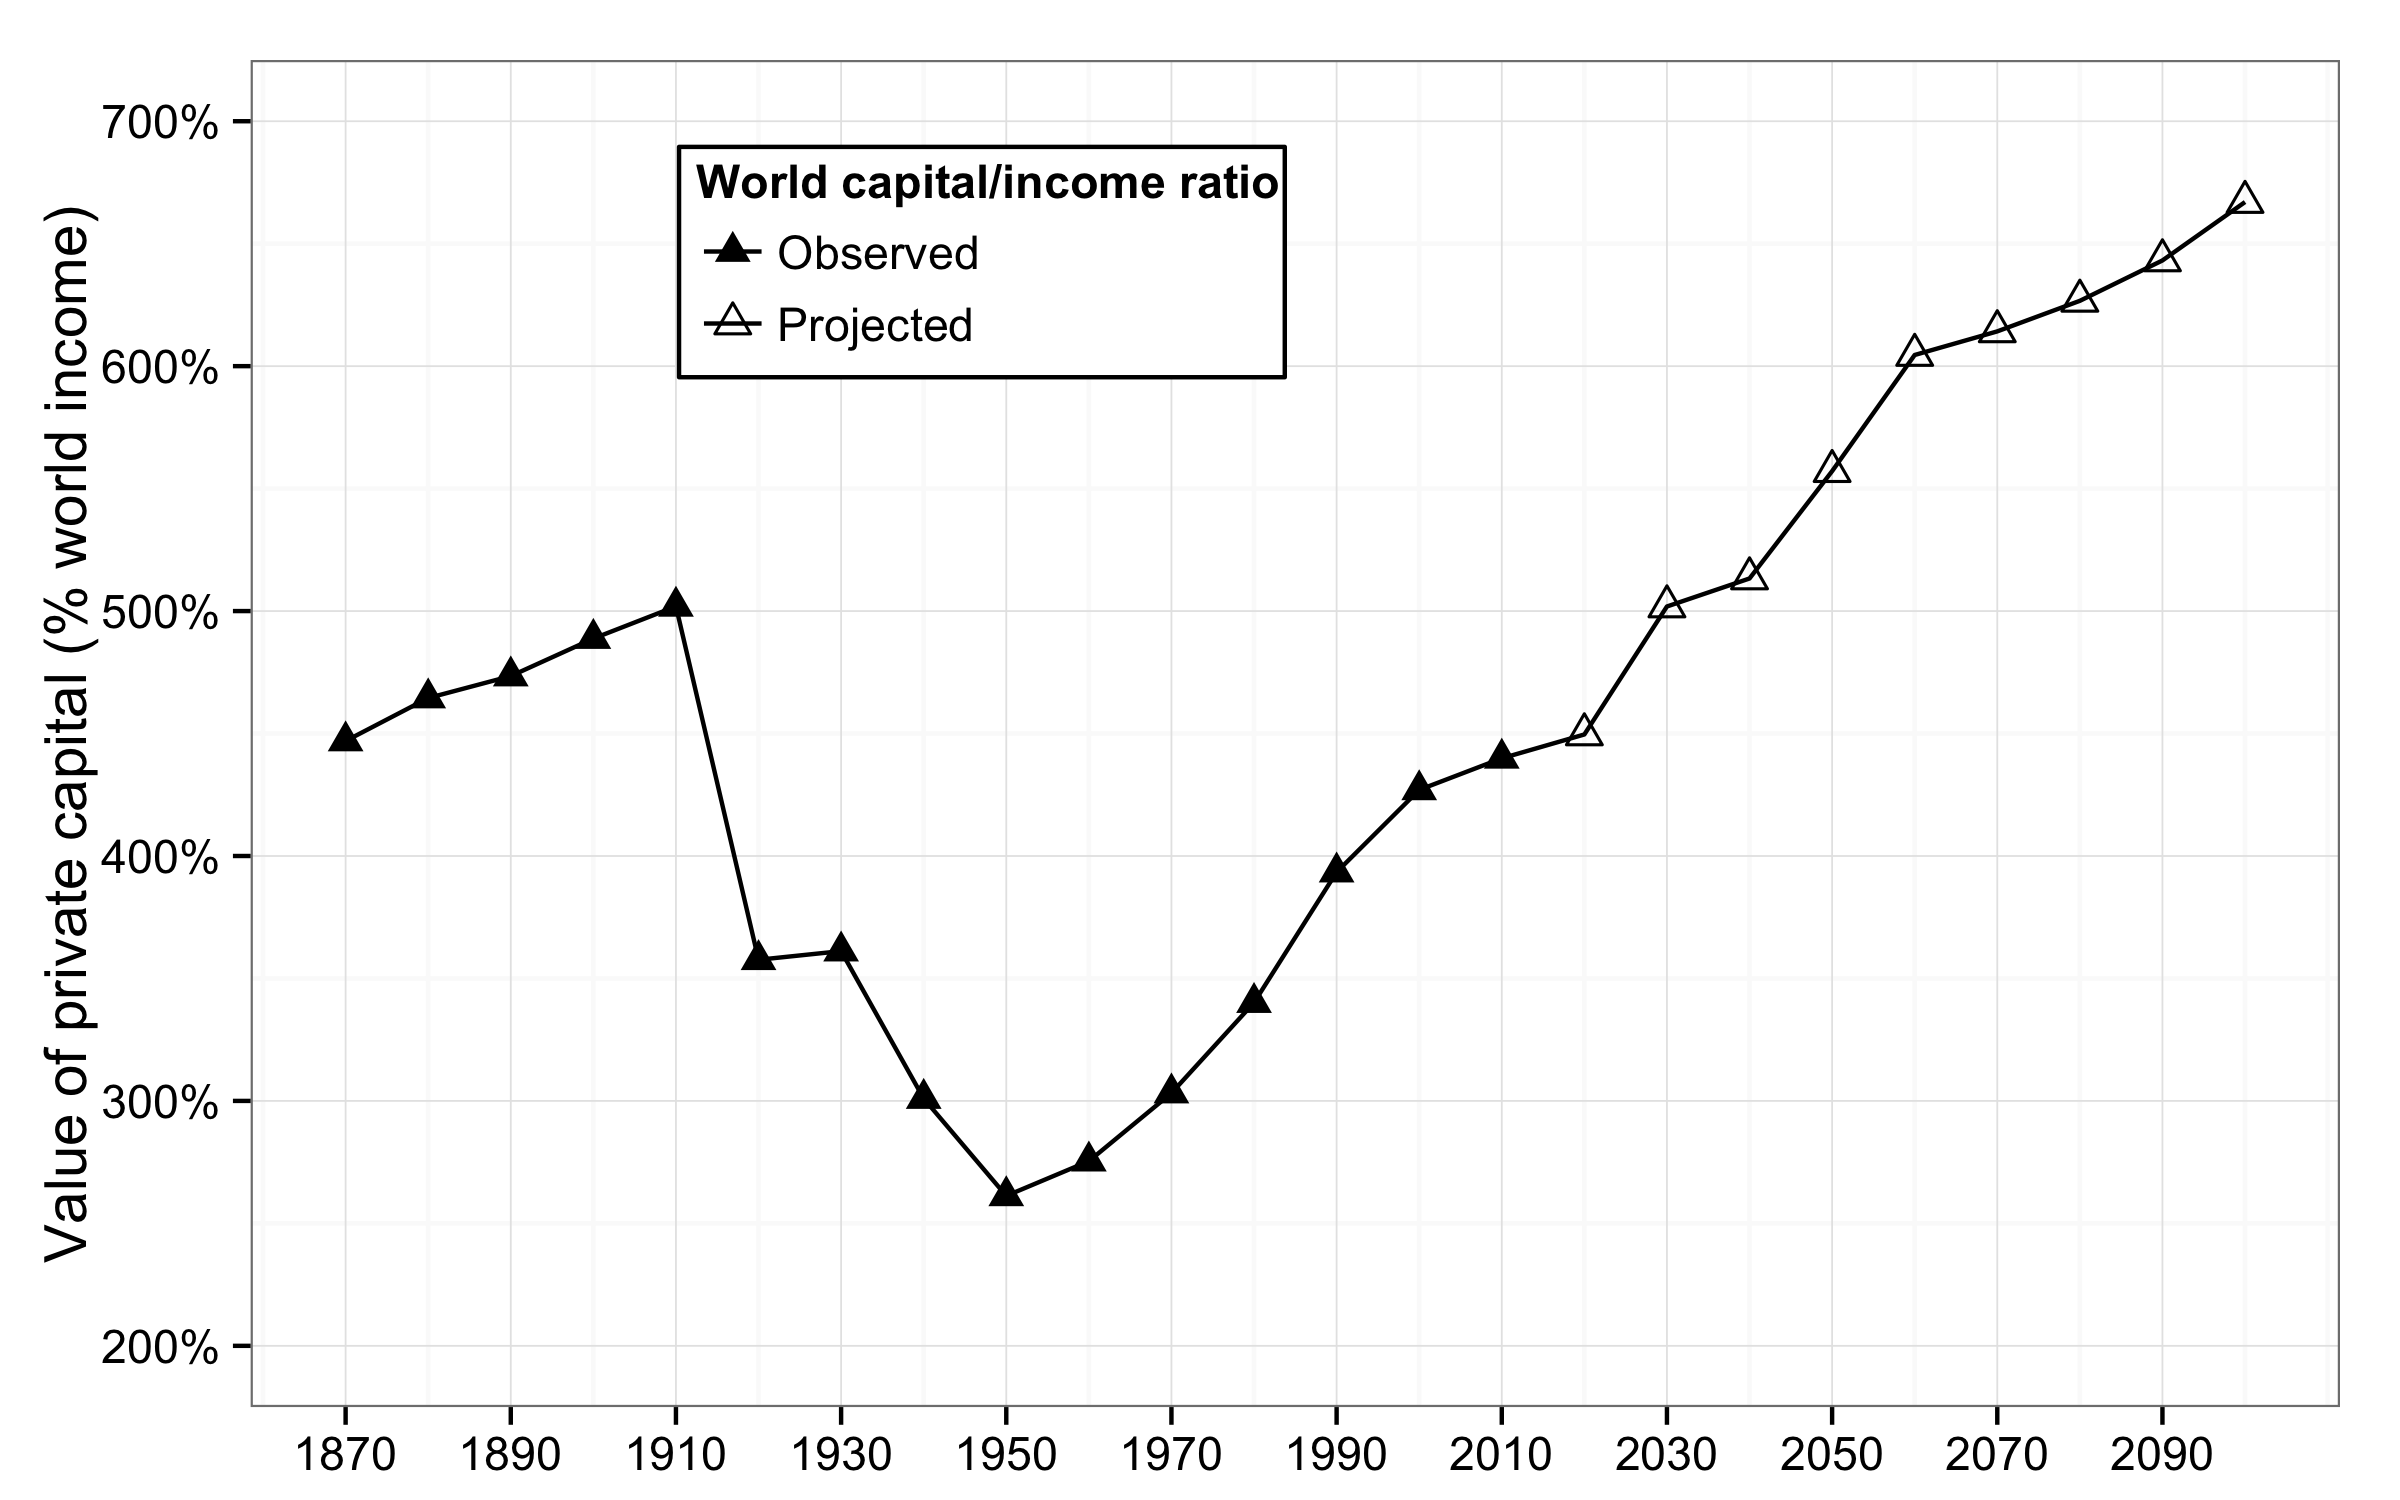 Value of private capital (% world income)
700%
600%
500%
400%
300%
200%
World capital/income ratio
Observed
Projected
1870 1890 1910 1930 1950 1970 1990 2010 2030 2050 2070 2090